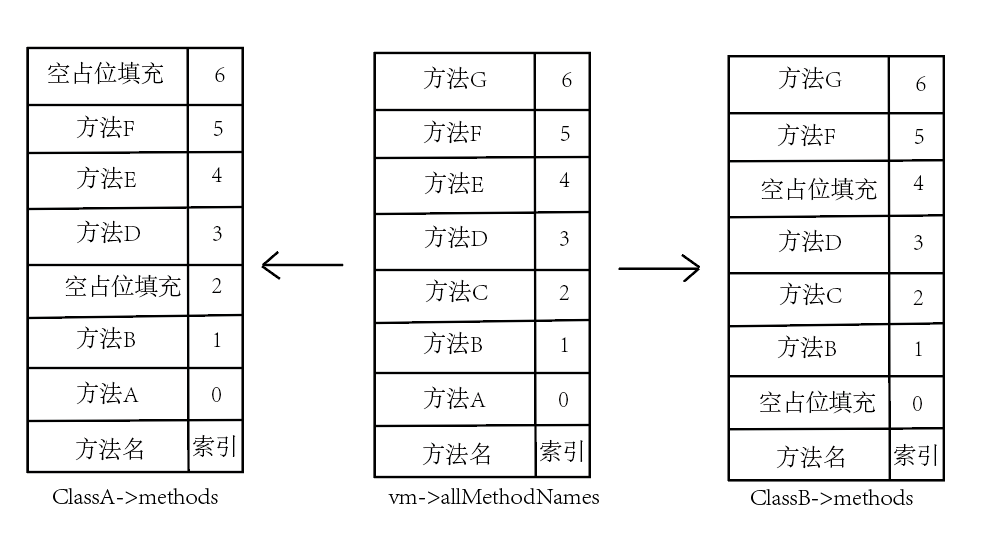 空占位填充 6
方法F 5
方法E 4
方法D 3
空占位填充 2
方法B 1
方法A 0
方法名 索引
ClassA->methods
方法G 6
方法F 5
方法E 4
方法D 3
方法C 2
方法B 1
方法A 0
方法名 索引
vm->allMethodNames
方法G 6
方法F 5
空占位填充 4
方法D 3
方法C 2
方法B 1
空占位填充 0
方法名 索引
ClassB->methods